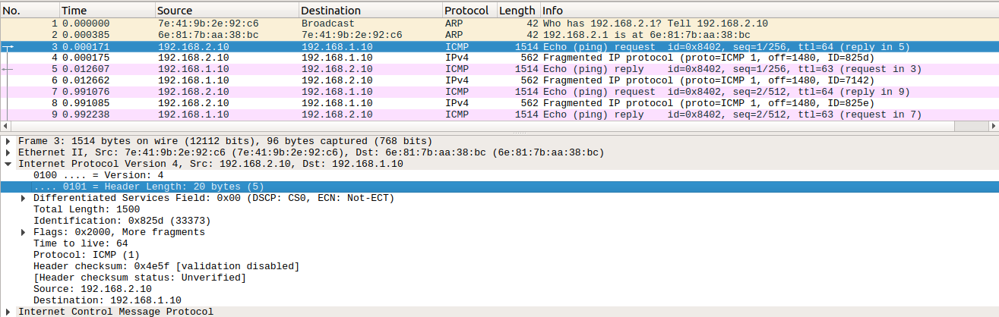 No. Time Source Destination Protocol Length Info
1 0.000000 7e:41:9b:2e:92:c6 Broadcast ARP 42 Who has 192.168.2.1? Tell 192.168.2.10
2 0.000385 6e:81:7b:aa:38:bc 7e:41:9b:2e:92:c6 ARP 42 192.168.2.1 is at 6e:81:7b:aa:38:bc
3 0.000171 192.168.2.10 192.168.1.10 ICMP 1514 Echo (ping) request id=0x8402, seq=1/256, ttl=64 (reply in 5)
4 0.000175 192.168.2.10 192.168.1.10 IPv4 562 Fragmented IP protocol (proto=ICMP 1, off=1480, ID=825d)
5 0.012607 192.168.1.10 192.168.2.10 ICMP 1514 Echo (ping) reply id=0x8402, seq=1/256, ttl=63 (request in 3)
6 0.012662 192.168.1.10 192.168.2.10 IPv4 562 Fragmented IP protocol (proto=ICMP 1, off=1480, ID=7142)
7 0.991076 192.168.2.10 192.168.1.10 ICMP 1514 Echo (ping) request id=0x8402, seq=2/512, ttl=64 (reply in 9)
8 0.991085 192.168.2.10 192.168.1.10 IPv4 562 Fragmented IP protocol (proto=ICMP 1, off=1480, ID=825e)
9 0.992238 192.168.1.10 192.168.2.10 ICMP 1514 Echo (ping) reply id=0x8402, seq=2/512, ttl=63 (request in 7)
Frame 3: 1514 bytes on wire (12112 bits), 96 bytes captured (768 bits)
Ethernet II, Src: 7e:41:9b:2e:92:c6 (7e:41:9b:2e:92:c6), Dst: 6e:81:7b:aa:38:bc (6e:81:7b:aa:38:bc)
Internet Protocol Version 4, Src: 192.168.2.10, Dst: 192.168.1.10
0100 .... = Version: 4
.... 0101 = Header Length: 20 bytes (5)
Differentiated Services Field: 0x00 (DSCP: CS0, ECN: Not-ECT)
Total Length: 1500
Identification: 0x825d (33373)
Flags: 0x2000, More fragments
Time to live: 64
Protocol: ICMP (1)
Header checksum: 0x4e5f [validation disabled]
[Header checksum status: Unverified]
Source: 192.168.2.10
Destination: 192.168.1.10
Internet Control Message Protocol